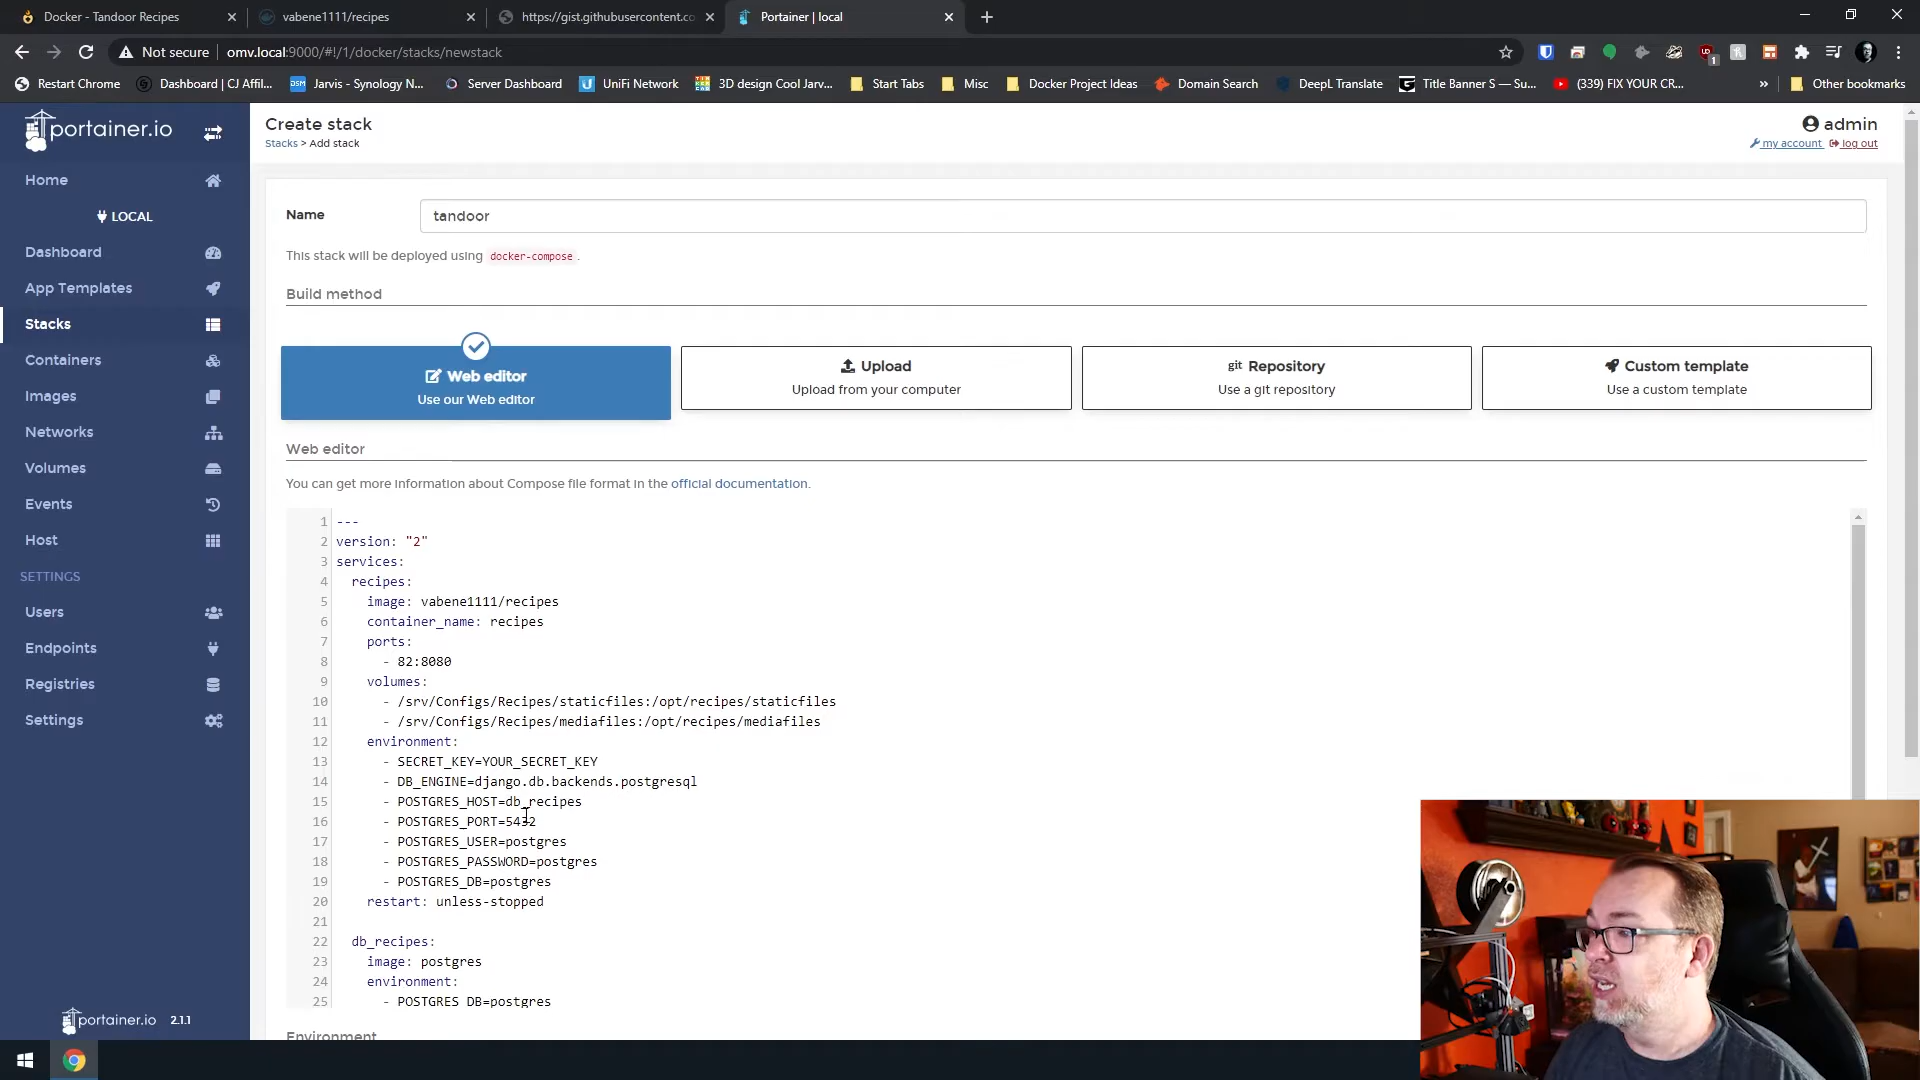 Docker - Tandoor Recipes
vabene1111/recipes
https://gist.githubusercontent.co
Portainer | local
Not secure
omv.local:9000/#!/1/docker/stacks/newstack
Restart Chrome
Dashboard | CJ Affil...
Jarvis - Synology N...
Server Dashboard
UniFi Network
3D design Cool Jarv...
Start Tabs
Misc
Docker Project Ideas
Domain Search
DeepL Translate
Title Banner S — Su...
(339) FIX YOUR CR...
»
Other bookmarks
portainer.io
Home
LOCAL
Dashboard
App Templates
Stacks
Containers
Images
Networks
Volumes
Events
Host
SETTINGS
Users
Endpoints
Registries
Settings
portainer.io 2.1.1
Create stack
Stacks > Add stack
admin
my account log out
Name
tandoor
This stack will be deployed using docker-compose .
Build method
Web editor
Use our Web editor
Upload
Upload from your computer
git Repository
Use a git repository
Custom template
Use a custom template
Web editor
You can get more information about Compose file format in the official documentation.
1 ---
2 version: "2"
3 services:
4 recipes:
5 image: vabene1111/recipes
6 container_name: recipes
7 ports:
8 - 82:8080
9 volumes:
10 - /srv/Configs/Recipes/staticfiles:/opt/recipes/staticfiles
11 - /srv/Configs/Recipes/mediafiles:/opt/recipes/mediafiles
12 environment:
13 - SECRET_KEY=YOUR_SECRET_KEY
14 - DB_ENGINE=django.db.backends.postgresql
15 - POSTGRES_HOST=db_recipes
16 - POSTGRES_PORT=5432
17 - POSTGRES_USER=postgres
18 - POSTGRES_PASSWORD=postgres
19 - POSTGRES_DB=postgres
20 restart: unless-stopped
21
22 db_recipes:
23 image: postgres
24 environment:
25 - POSTGRES_DB=postgres
Environment